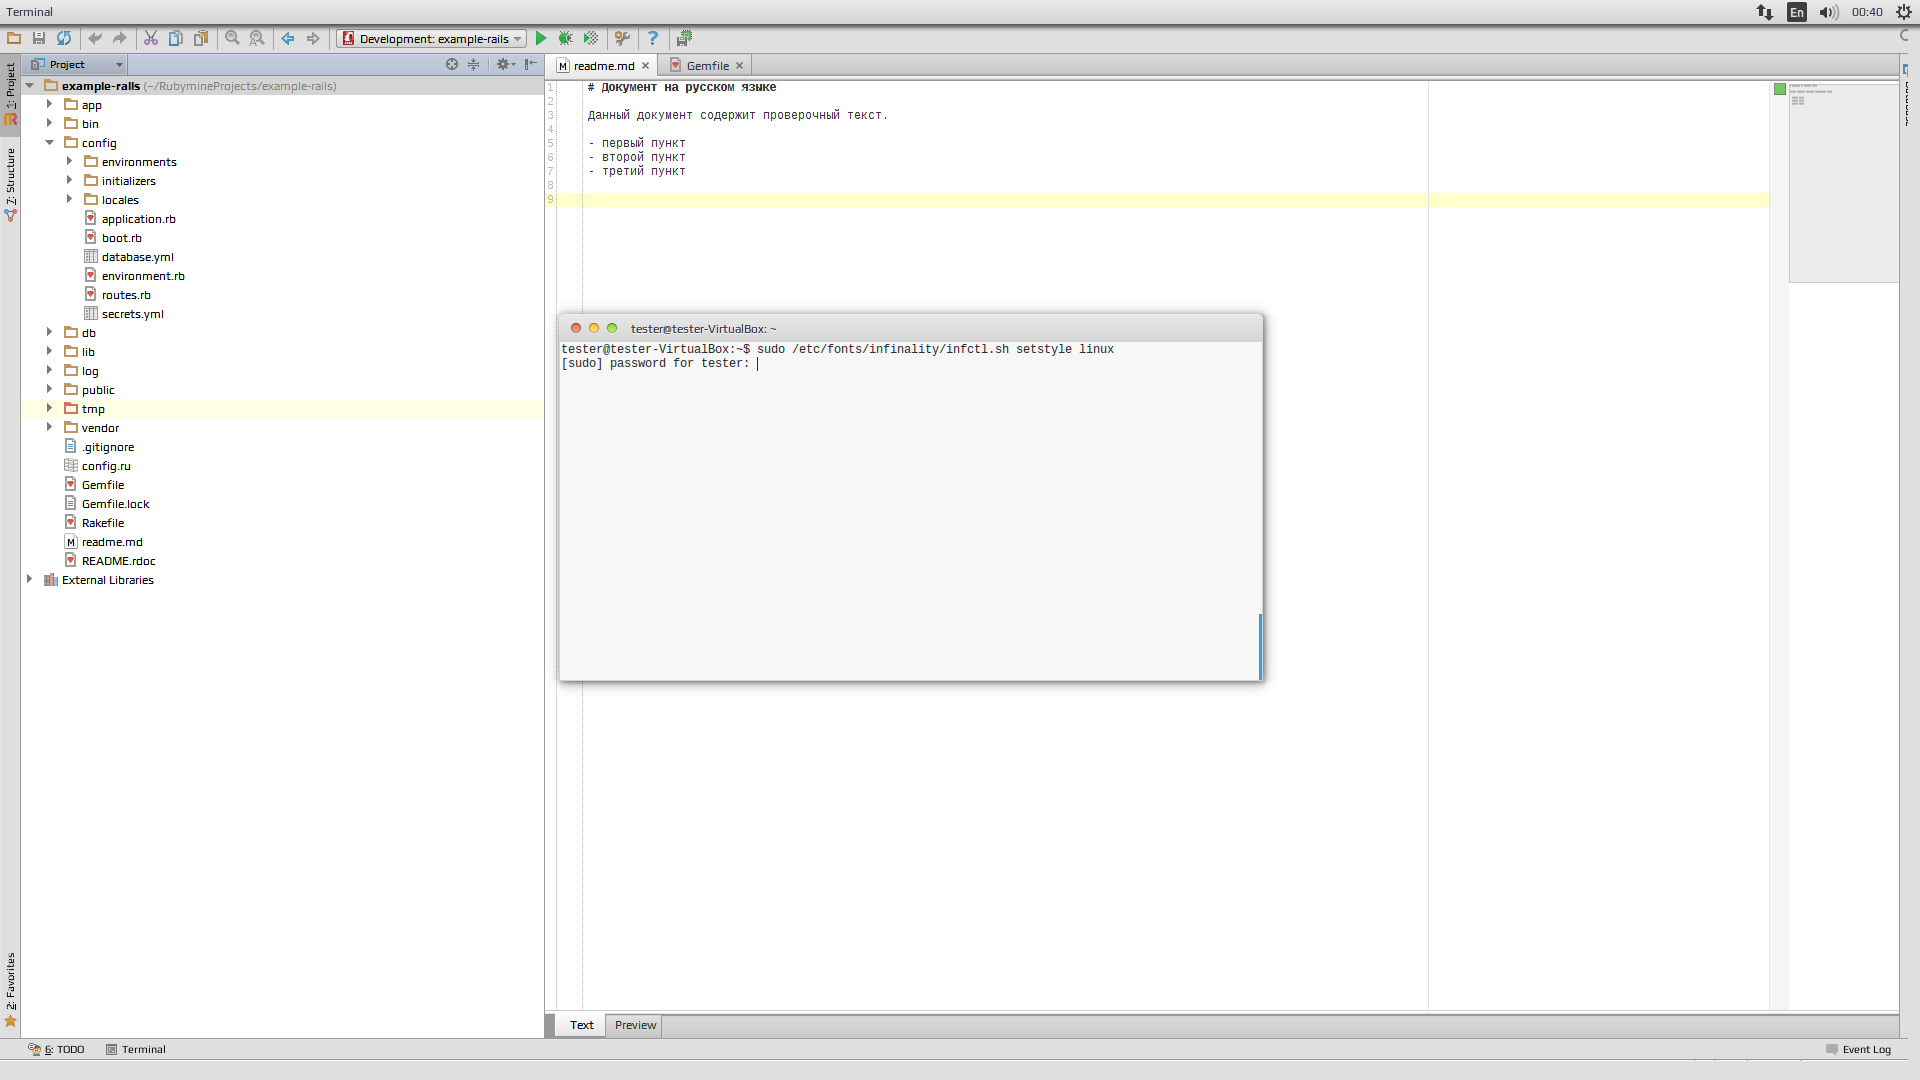 Terminal
En
00:40
Development: example-rails
1: Project
Project
readme.md
Gemfile
example-rails (~/RubymineProjects/example-rails)
app
bin
config
environments
initializers
locales
application.rb
boot.rb
database.yml
environment.rb
routes.rb
secrets.yml
db
lib
log
public
tmp
vendor
.gitignore
config.ru
Gemfile
Gemfile.lock
Rakefile
M readme.md
README.rdoc
External Libraries
7: Structure
2: Favorites
1 # Документ на русском языке
2
3 Данный документ содержит проверочный текст.
4
5 - первый пункт
6 - второй пункт
7 - третий пункт
8
9
tester@tester-VirtualBox: ~
tester@tester-VirtualBox:~$ sudo /etc/fonts/infinality/infctl.sh setstyle linux
[sudo] password for tester:
Text
Preview
6: TODO
Terminal
Event Log